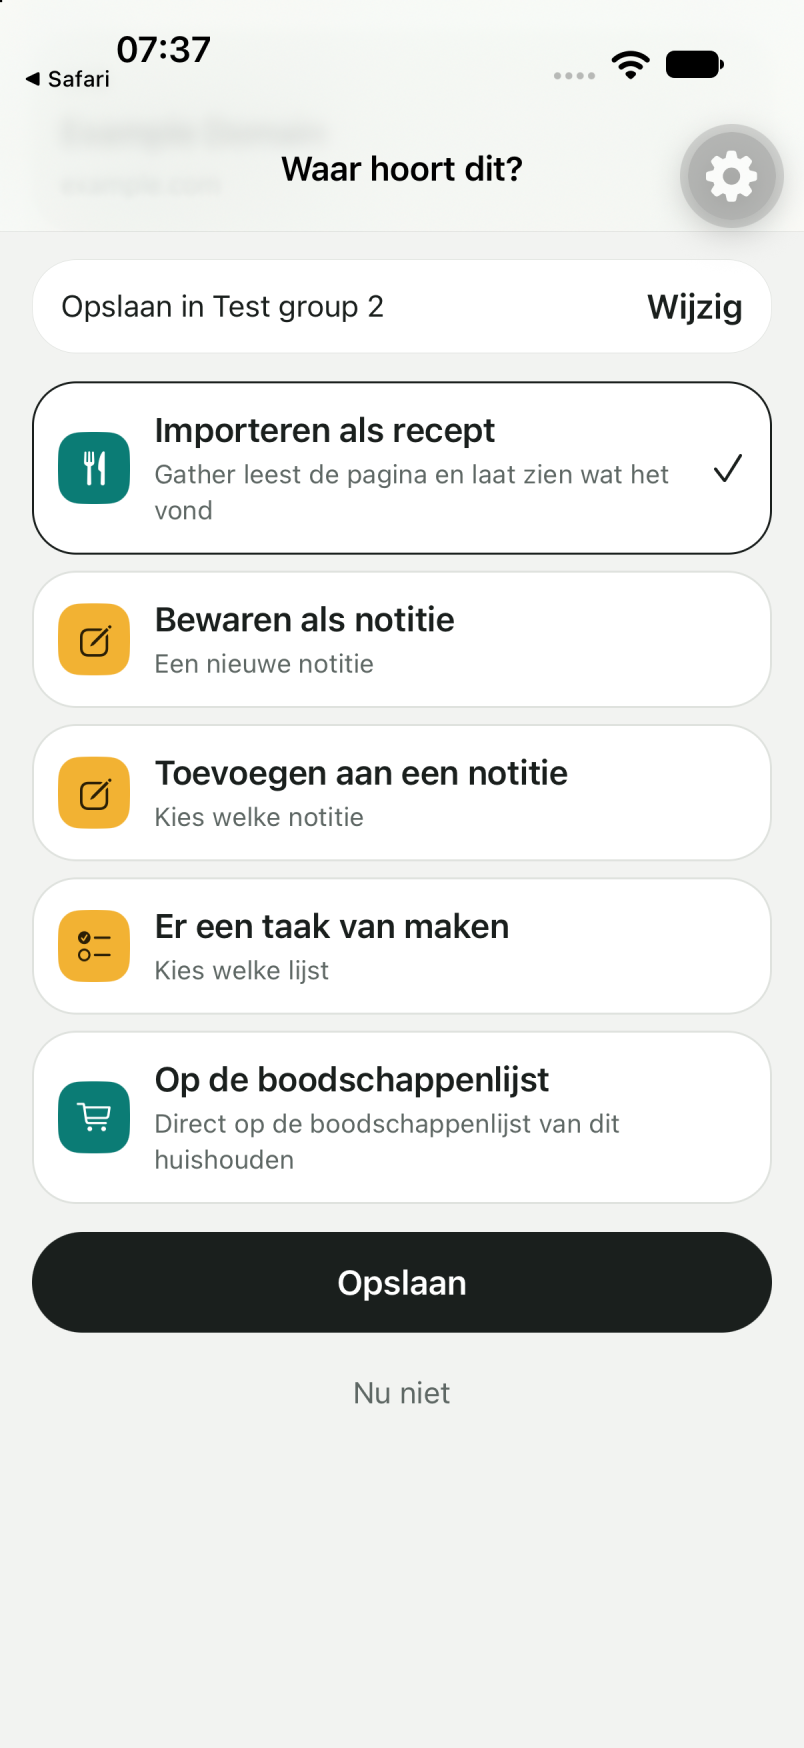 07:37
◀ Safari
Waar hoort dit?
Opslaan in Test group 2
Wijzig
Importeren als recept
Gather leest de pagina en laat zien wat het
vond
Bewaren als notitie
Een nieuwe notitie
Toevoegen aan een notitie
Kies welke notitie
Er een taak van maken
Kies welke lijst
Op de boodschappenlijst
Direct op de boodschappenlijst van dit
huishouden
Opslaan
Nu niet